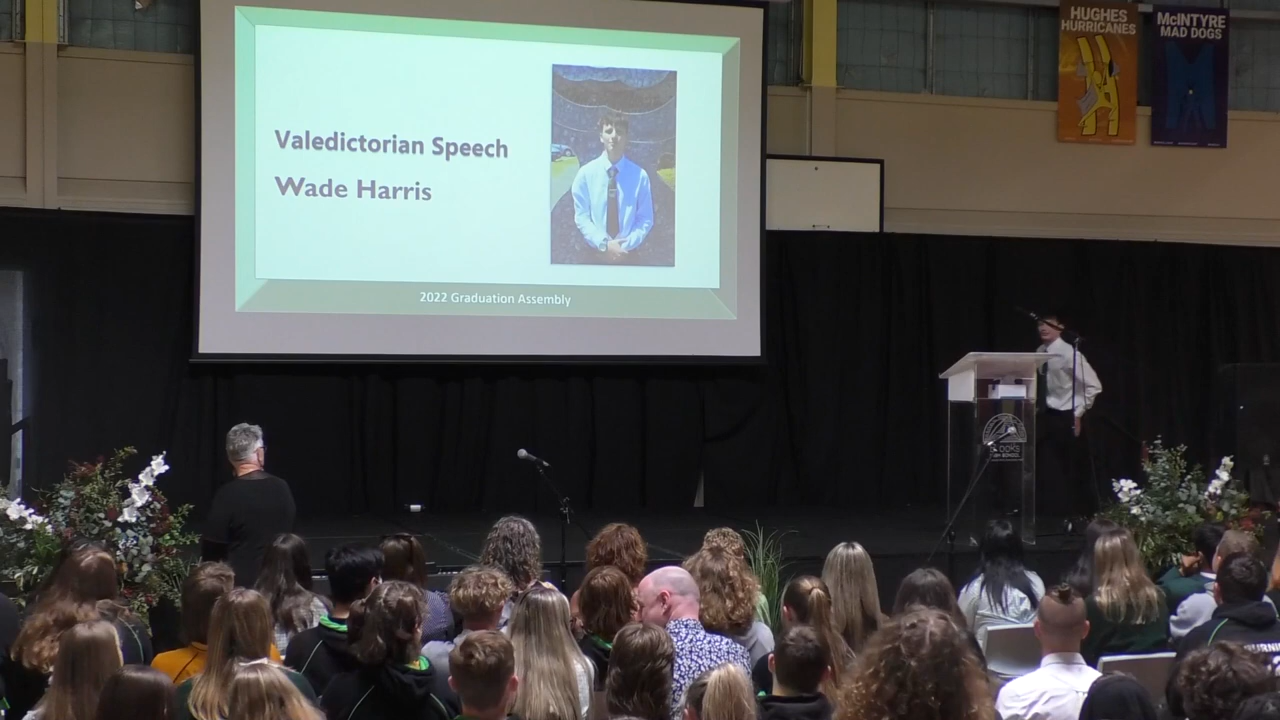 Valedictorian Speech
Wade Harris
2022 Graduation Assembly
HUGHES
HURRICANES
McINTYRE
MAD DOGS